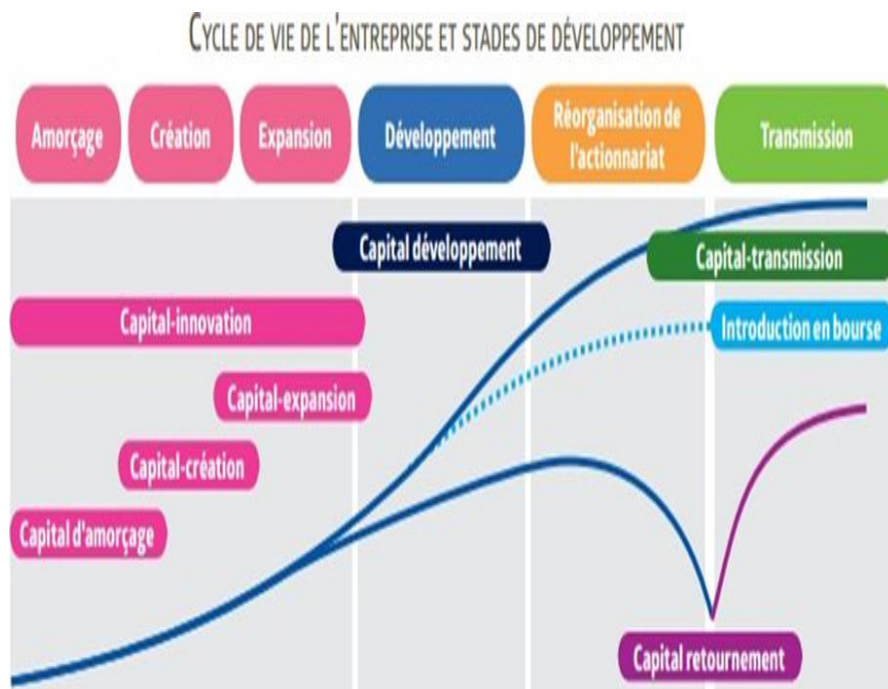 CYCLE DE VIE DE L'ENTREPRISE ET STADES DE DÉVELOPPEMENT
Amorçage
Création
Expansion
Développement
Réorganisation de
l'actionnariat
Transmission
Capital développement
Capital-transmission
Capital-innovation
Introduction en bourse
Capital-expansion
Capital-création
Capital d'amorçage
Capital retournement